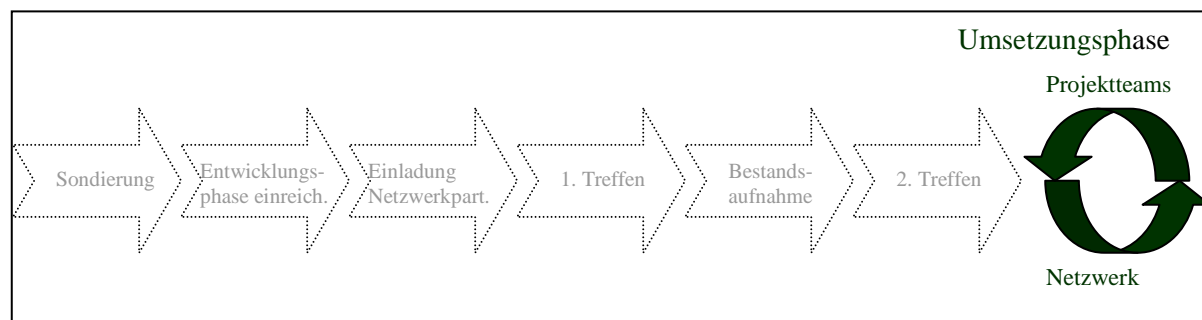 Umsetzungsphase
Projektteams
Sondierung
Entwicklungs-
phase einreich.
Einladung
Netzwerkpart.
1. Treffen
Bestands-
aufnahme
2. Treffen
Netzwerk